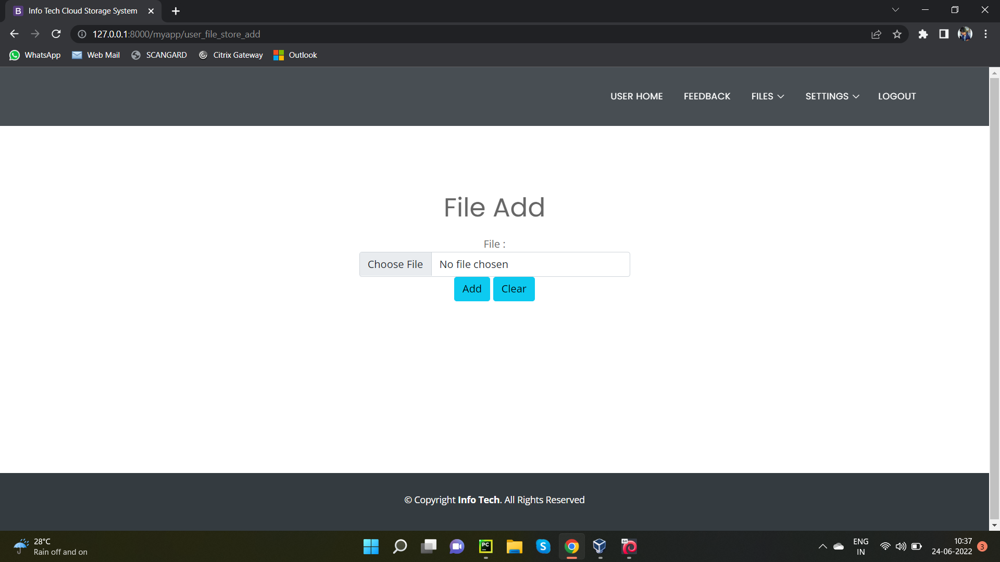 B Info Tech Cloud Storage System
127.0.0.1:8000/myapp/user_file_store_add
WhatsApp Web Mail SCANGARD Citrix Gateway Outlook
USER HOME FEEDBACK FILES SETTINGS LOGOUT
File Add
File :
Choose File No file chosen
Add Clear
© Copyright Info Tech. All Rights Reserved
28°C
Rain off and on
PC
S
64
ENG
IN
10:37
24-06-2022
3